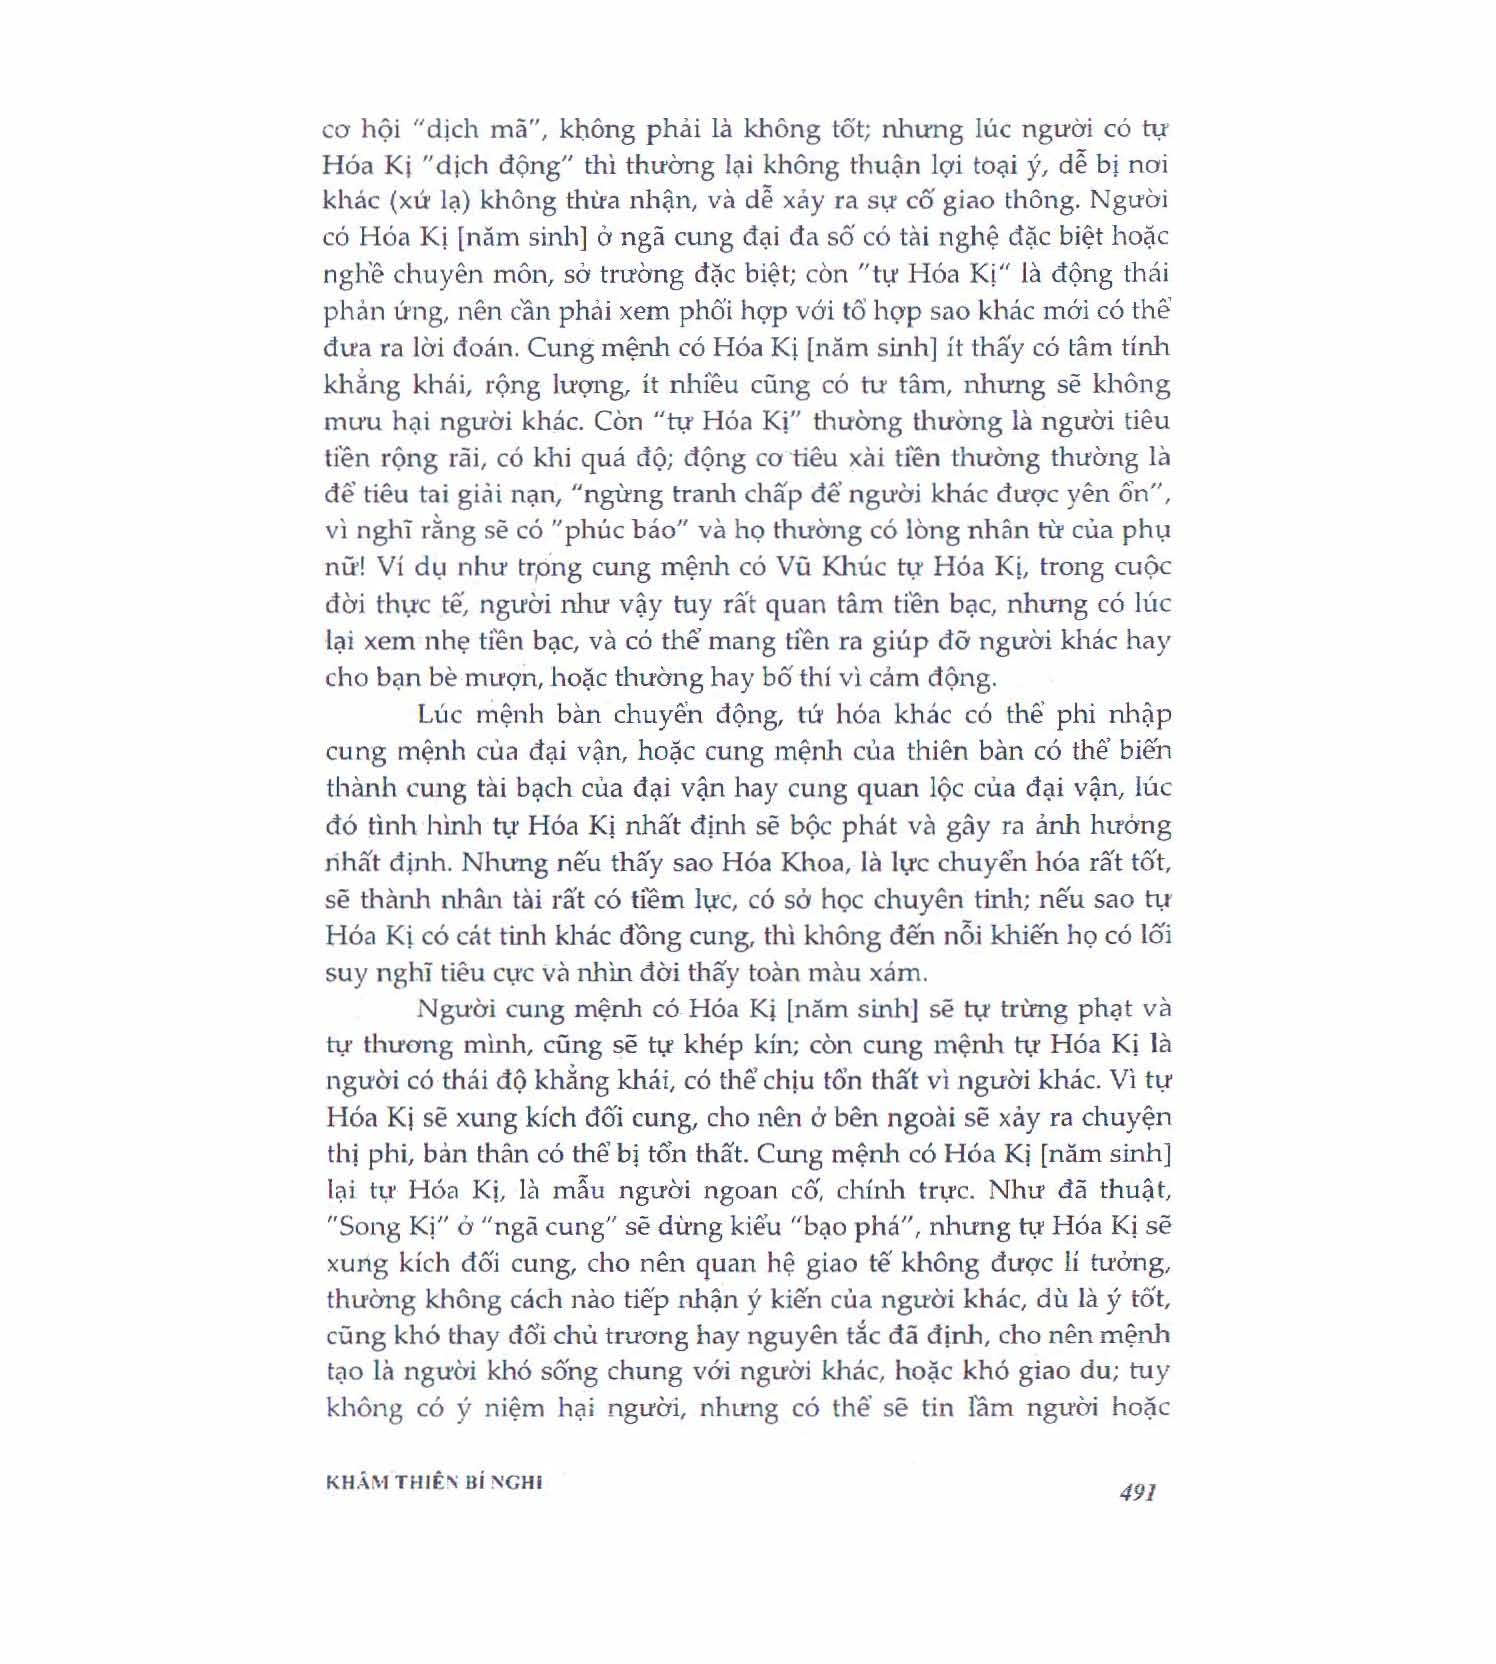 cơ hội "dịch mã", không phải là không tốt; nhưng lúc người có tự
Hóa Kị "dịch động" thì thường lại không thuận lợi toại ý, dễ bị nơi
khác (xứ lạ) không thừa nhận, và dễ xảy ra sự cố giao thông. Người
có Hóa Kị [năm sinh] ở ngã cung đại đa số có tài nghệ đặc biệt hoặc
nghề chuyên môn, sở trường đặc biệt; còn "tự Hóa Kị" là động thái
phản ứng, nên cần phải xem phối hợp với tổ hợp sao khác mới có thể
đưa ra lời đoán. Cung mệnh có Hóa Kị [năm sinh] ít thấy có tâm tính
khẳng khái, rộng lượng, ít nhiều cũng có tư tâm, nhưng sẽ không
mưu hại người khác. Còn "tự Hóa Kị" thường thường là người tiêu
tiền rộng rãi, có khi quá độ; động cơ tiêu xài tiền thường thường là
để tiêu tai giải nạn, "ngừng tranh chấp để người khác được yên ổn",
vì nghĩ rằng sẽ có "phúc báo" và họ thường có lòng nhân từ của phụ
nữ! Ví dụ như trong cung mệnh có Vũ Khúc tự Hóa Kị, trong cuộc
đời thực tế, người như vậy tuy rất quan tâm tiền bạc, nhưng có lúc
lại xem nhẹ tiền bạc, và có thể mang tiền ra giúp đỡ người khác hay
cho bạn bè mượn, hoặc thường hay bố thí vì cảm động.
Lúc mệnh bàn chuyển động, tứ hóa khác có thể phi nhập
cung mệnh của đại vận, hoặc cung mệnh của thiên bàn có thể biến
thành cung tài bạch của đại vận hay cung quan lộc của đại vận, lúc
đó tình hình tự Hóa Kị nhất định sẽ bộc phát và gây ra ảnh hưởng
nhất định. Nhưng nếu thấy sao Hóa Khoa, là lực chuyển hóa rất tốt,
sẽ thành nhân tài rất có tiềm lực, có sở học chuyên tinh; nếu sao tự
Hóa Kị có cát tinh khác đồng cung, thì không đến nỗi khiến họ có lối
suy nghĩ tiêu cực và nhìn đời thấy toàn màu xám.
Người cung mệnh có Hóa Kị [năm sinh] sẽ tự trừng phạt và
tự thương mình, cũng sẽ tự khép kín; còn cung mệnh tự Hóa Kị là
người có thái độ khẳng khái, có thể chịu tổn thất vì người khác. Vì tự
Hóa Kị sẽ xung kích đối cung, cho nên ở bên ngoài sẽ xảy ra chuyện
thị phi, bản thân có thể bị tổn thất. Cung mệnh có Hóa Kị [năm sinh]
lại tự Hóa Kị, là mẫu người ngoan cố, chính trực. Như đã thuật,
"Song Kị" ở "ngã cung" sẽ dừng kiểu "bạo phá", nhưng tự Hóa Kị sẽ
xung kích đối cung, cho nên quan hệ giao tế không được lí tưởng,
thường không cách nào tiếp nhận ý kiến của người khác, dù là ý tốt,
cũng khó thay đổi chủ trương hay nguyên tắc đã định, cho nên mệnh
tạo là người khó sống chung với người khác, hoặc khó giao du; tuy
không có ý niệm hại người, nhưng có thể sẽ tin lầm người hoặc
KHÂM THIÊN BÍ NGHI
491